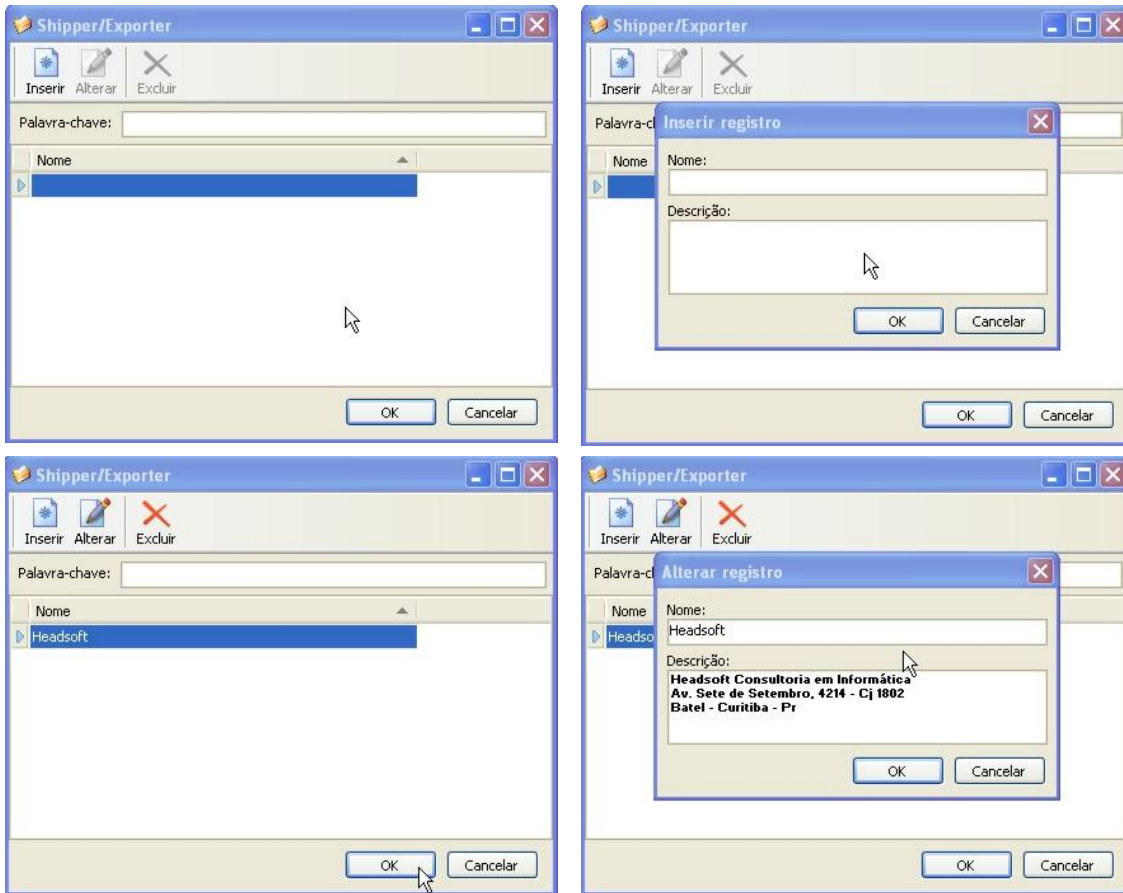 Shipper/Exporter
Inserir Alterar Excluir
Palavra-chave:
Nome
OK Cancelar
Shipper/Exporter
Inserir Alterar Excluir
Palavra-cl
Inserir registro
Nome
Nome:
Descrição:
OK Cancelar
OK Cancelar
Shipper/Exporter
Inserir Alterar Excluir
Palavra-chave:
Nome
Headsoft
OK Cancelar
Shipper/Exporter
Inserir Alterar Excluir
Palavra-cl
Alterar registro
Nome
Headso
Nome:
Headsoft
Descrição:
Headsoft Consultoria em Informática
Av. Sete de Setembro, 4214 - Cj 1802
Batel - Curitiba - Pr
OK Cancelar
OK Cancelar